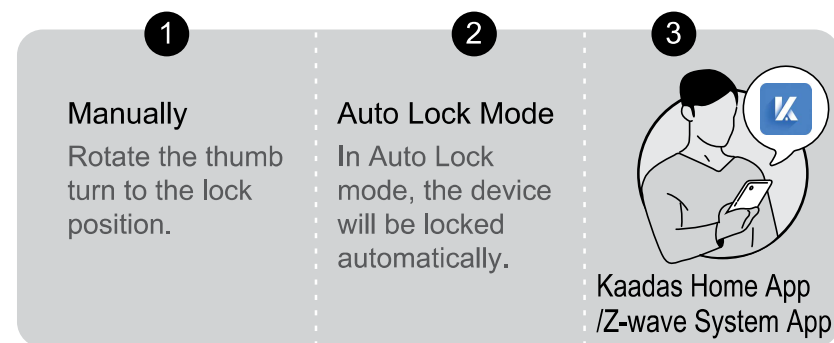 1
Manually
Rotate the thumb
turn to the lock
position.
2
Auto Lock Mode
In Auto Lock
mode, the device
will be locked
automatically.
3
K
Kaadas Home App
/Z-wave System App